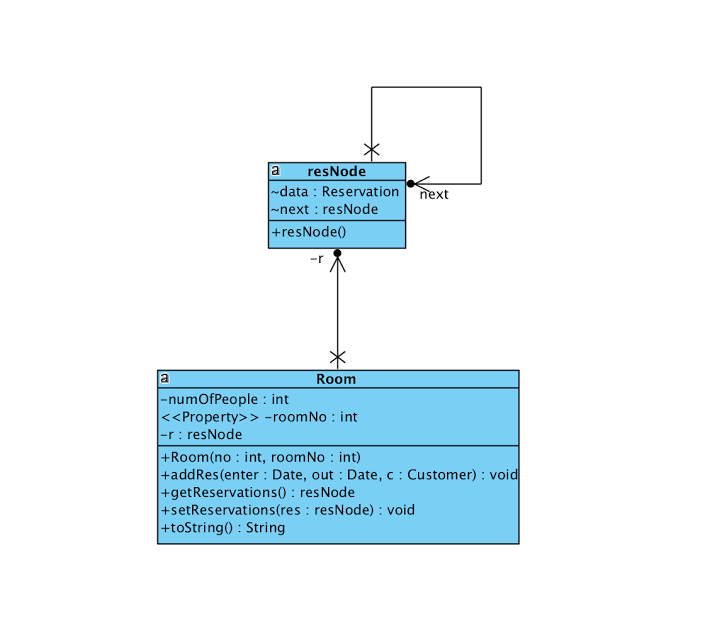 a
resNode
~data : Reservation
~next : resNode
+resNode()
next
-r
a
Room
-numOfPeople : int
<<Property>> -roomNo : int
-r : resNode
+Room(no : int, roomNo : int)
+addRes(enter : Date, out : Date, c : Customer) : void
+getReservations() : resNode
+setReservations(res : resNode) : void
+toString() : String